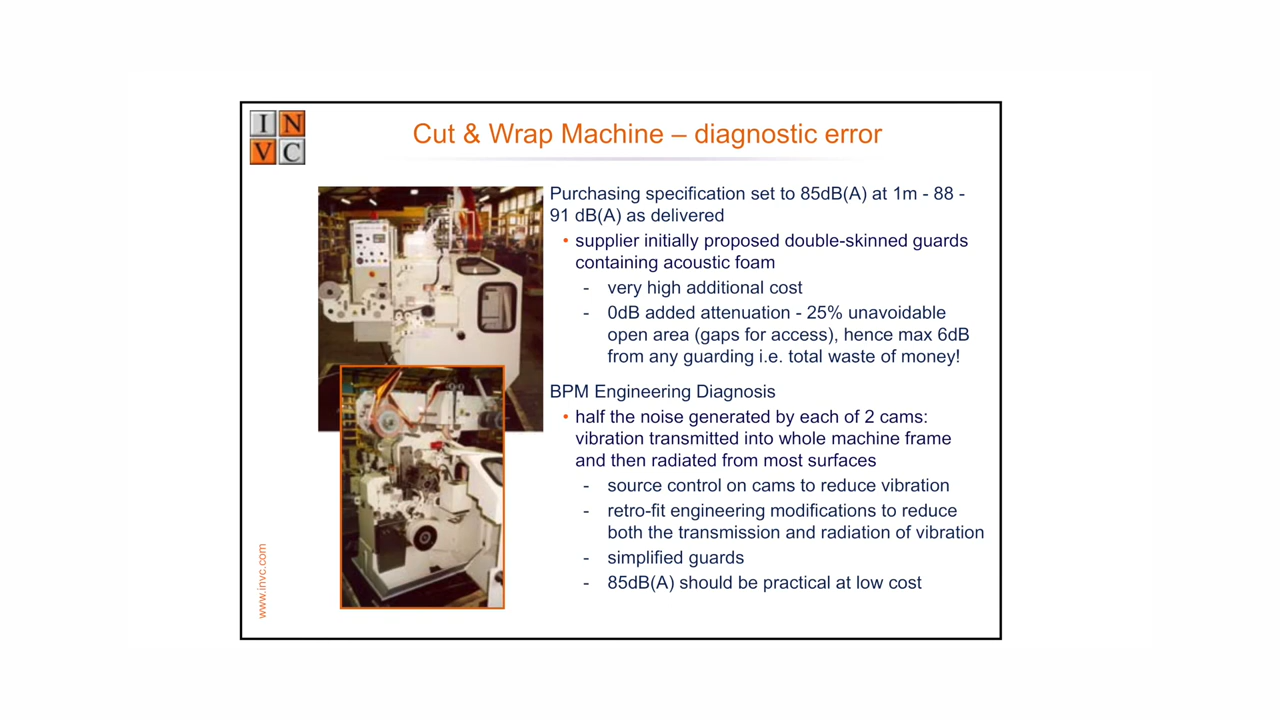 I N
V C
Cut & Wrap Machine – diagnostic error
Purchasing specification set to 85dB(A) at 1m - 88 -
91 dB(A) as delivered
• supplier initially proposed double-skinned guards
containing acoustic foam
- very high additional cost
- 0dB added attenuation - 25% unavoidable
open area (gaps for access), hence max 6dB
from any guarding i.e. total waste of money!
BPM Engineering Diagnosis
• half the noise generated by each of 2 cams:
vibration transmitted into whole machine frame
and then radiated from most surfaces
- source control on cams to reduce vibration
- retro-fit engineering modifications to reduce
both the transmission and radiation of vibration
- simplified guards
- 85dB(A) should be practical at low cost
www.invc.com